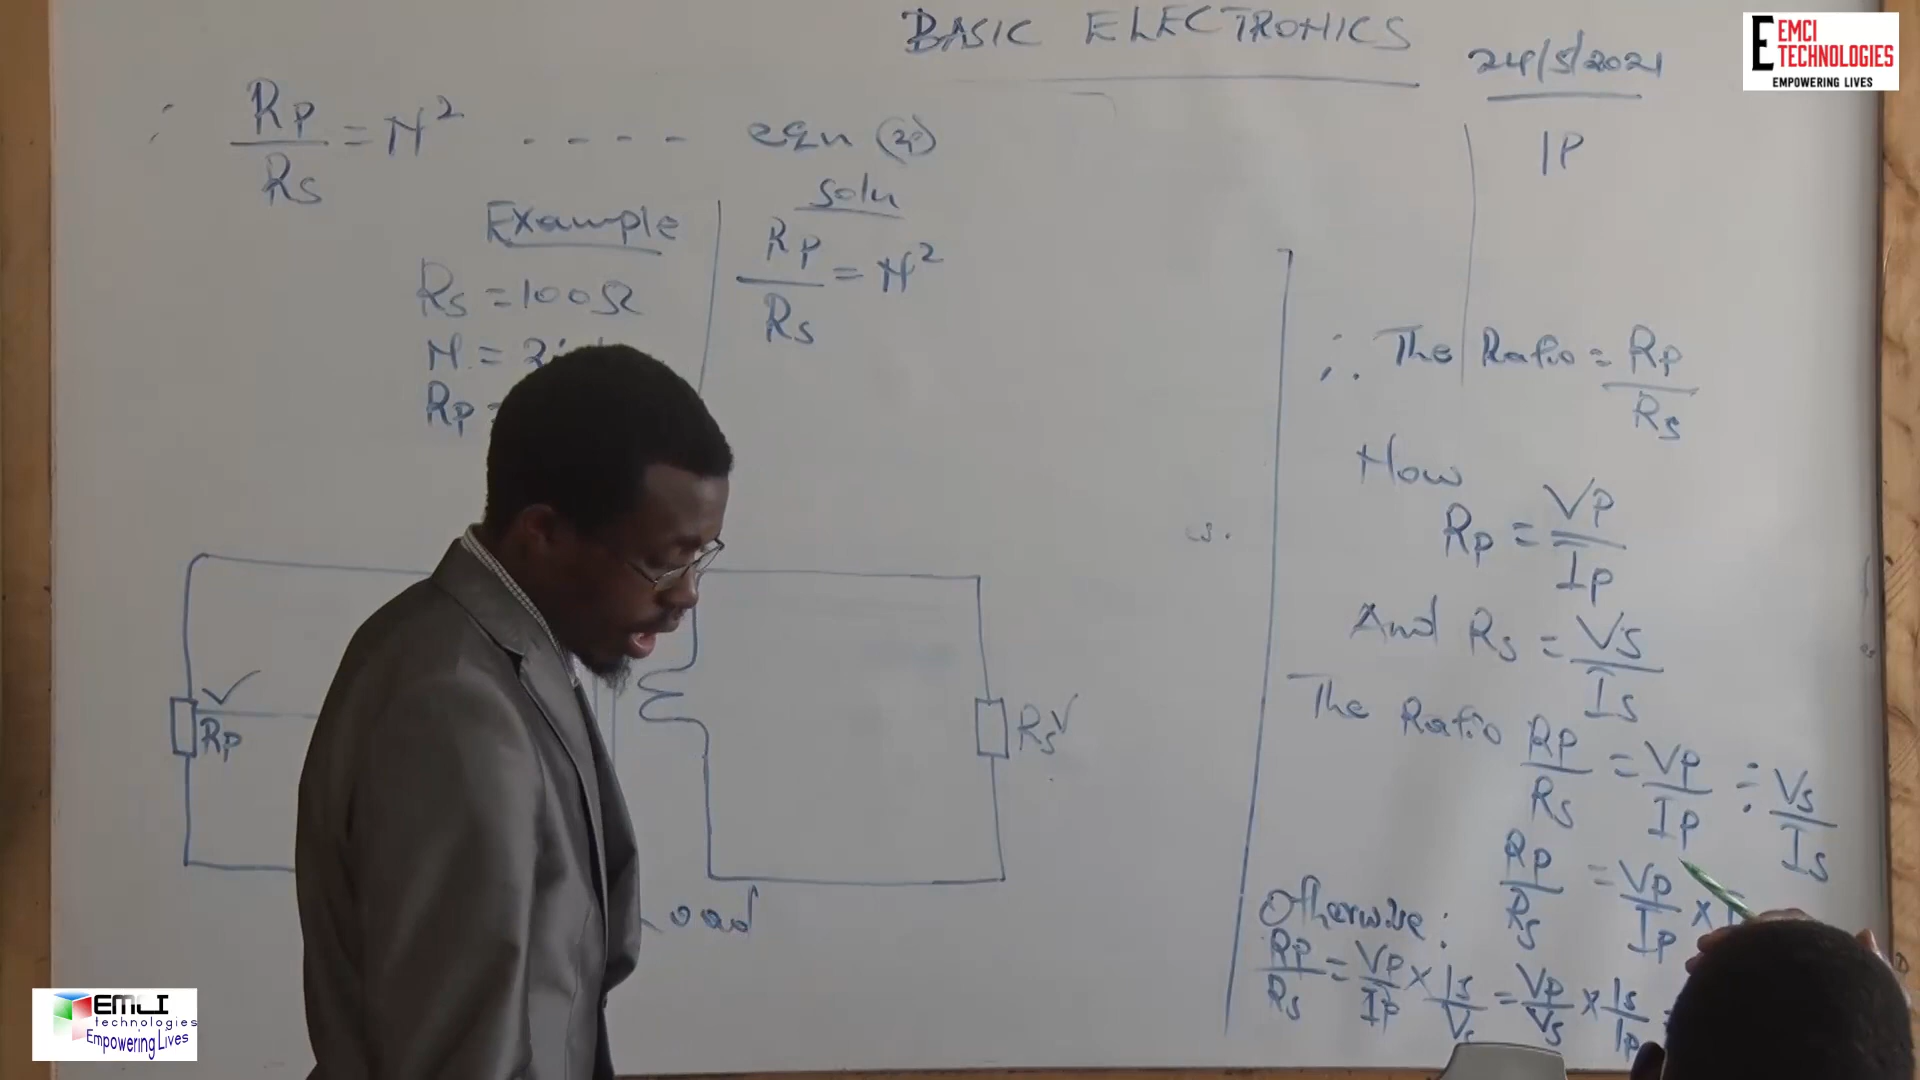 BASIC ELECTRONICS
24/5/2021
EMCI
TECHNOLOGIES
EMPOWERING LIVES
∴ Rp/Rs = N² - - - - eqn
IP
Example
Rs = 100Ω
N = 2:
Rp =
soln
Rp/Rs = N²
∴ The Ratio = Rp/Rs
Now
Rp = Vp/Ip
And Rs = Vs/Is
The Ratio Rp/Rs = Vp/Ip ÷ Vs/Is
Rp/Rs = Vp/Ip ×
Otherwise:
Rp/Rs = Vp/Ip × Is/Vs = Vp/Vs × Is/Ip =
Rp
Rs
Load
EMCI
technologies
Empowering Lives